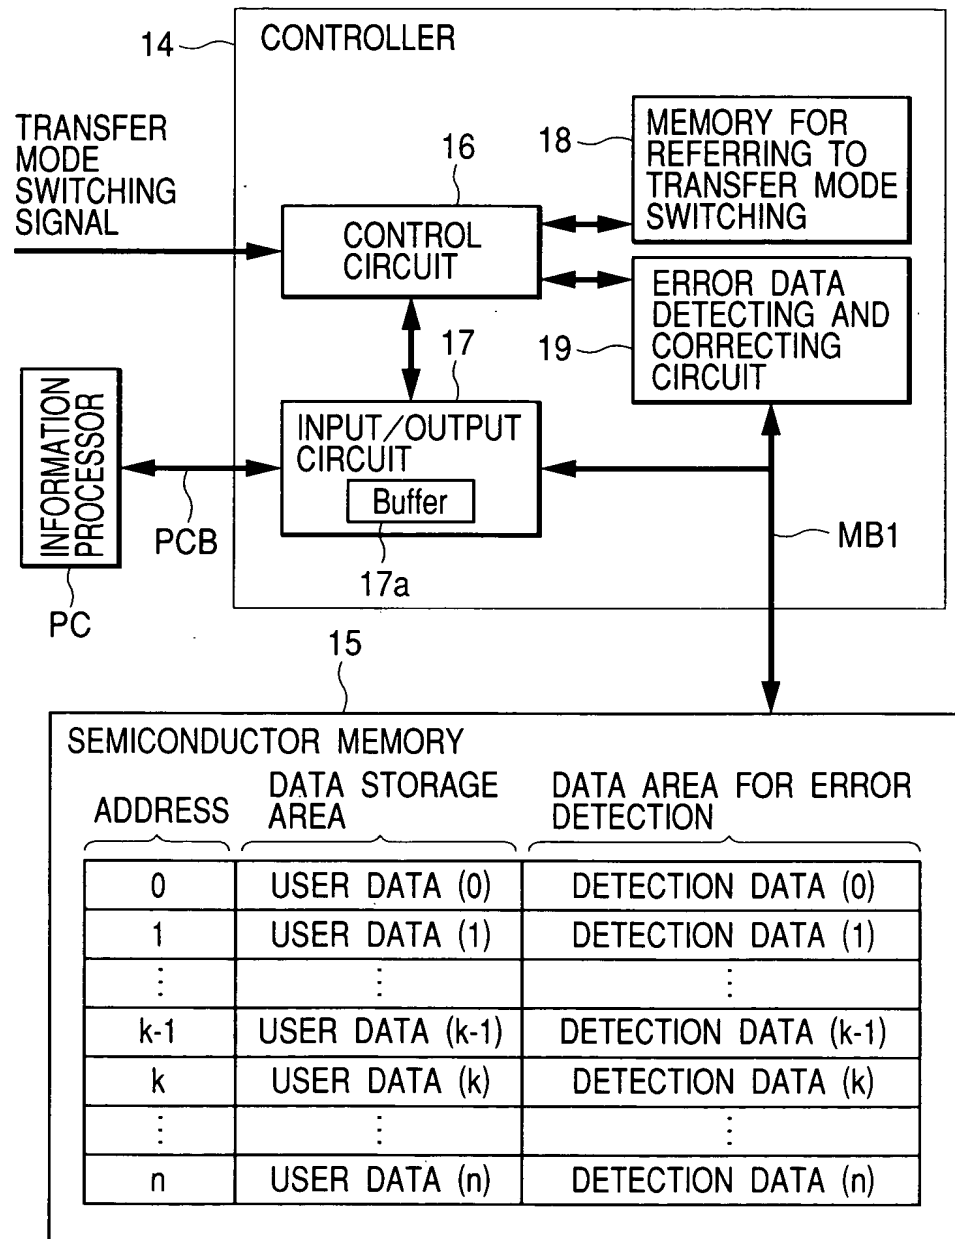 14
CONTROLLER
TRANSFER
MODE
SWITCHING
SIGNAL
16
CONTROL
CIRCUIT
18
MEMORY FOR
REFERRING TO
TRANSFER MODE
SWITCHING
19
ERROR DATA
DETECTING AND
CORRECTING
CIRCUIT
17
INPUT/OUTPUT
CIRCUIT
Buffer
17a
INFORMATION
PROCESSOR
PC
PCB
MB1
15
SEMICONDUCTOR MEMORY
ADDRESS
DATA STORAGE
AREA
DATA AREA FOR ERROR
DETECTION
0 USER DATA (0) DETECTION DATA (0)
1 USER DATA (1) DETECTION DATA (1)
⋮ ⋮ ⋮
k-1 USER DATA (k-1) DETECTION DATA (k-1)
k USER DATA (k) DETECTION DATA (k)
⋮ ⋮ ⋮
n USER DATA (n) DETECTION DATA (n)